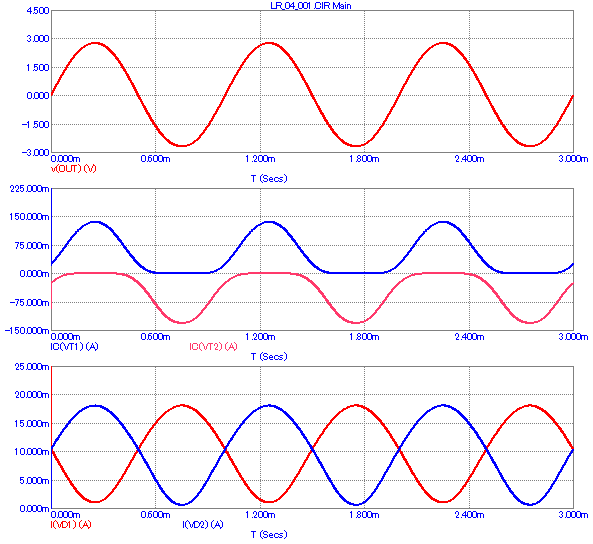 LR_04_001.CIR Main
4.500
3.000
1.500
0.000
-1.500
-3.000
0.000m 0.600m 1.200m 1.800m 2.400m 3.000m
v(OUT) (V)
T (Secs)
225.000m
150.000m
75.000m
0.000m
-75.000m
-150.000m
0.000m 0.600m 1.200m 1.800m 2.400m 3.000m
IC(VT1) (A) IC(VT2) (A)
T (Secs)
25.000m
20.000m
15.000m
10.000m
5.000m
0.000m
0.000m 0.600m 1.200m 1.800m 2.400m 3.000m
I(VD1) (A) I(VD2) (A)
T (Secs)